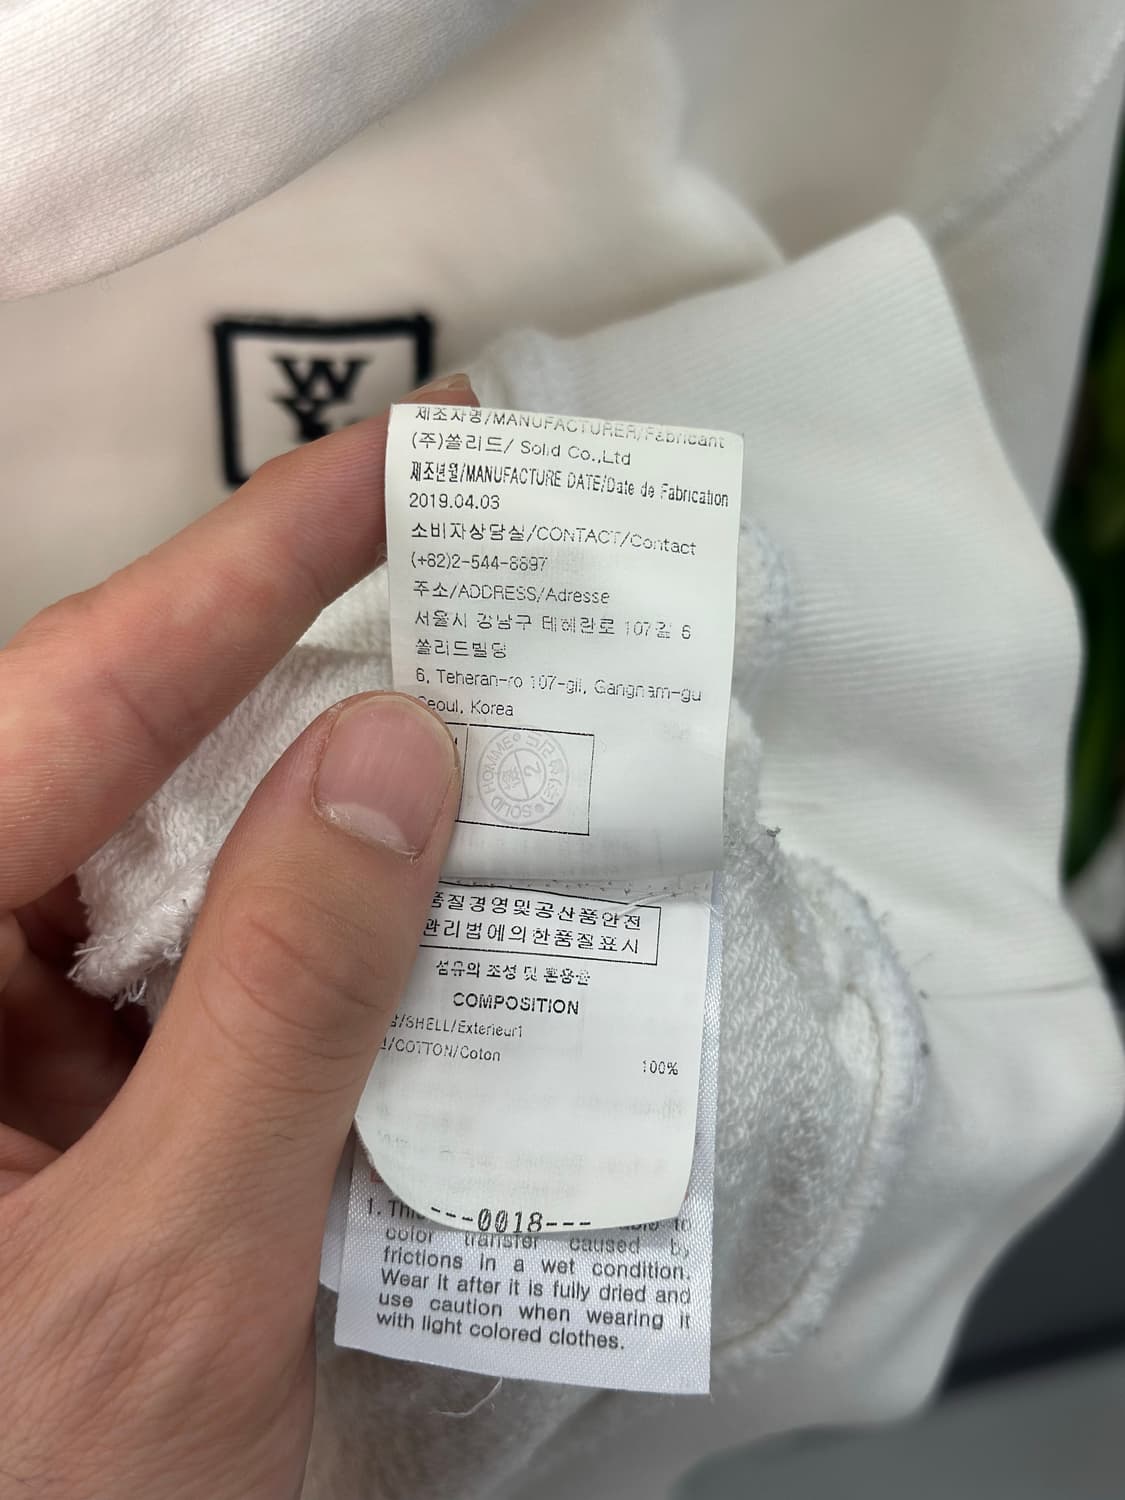 W
Y
제조자명/MANUFACTURER/Fabricant
(주)쏠리드/ Solid Co.,Ltd
제조년월/MANUFACTURE DATE/Date de Fabrication
2019.04.03
소비자상담실/CONTACT/Contact
(+82)2-544-8897
주소/ADDRESS/Adresse
서울시 강남구 테헤란로 107길 6
쏠리드빌딩
6, Teheran-ro 107-gil, Gangnam-gu
Seoul, Korea
SOLID HOMME
2
품질경영및공산품안전
관리법에의한품질표시
섬유의 조성 및 혼용율
COMPOSITION
/SHELL/Exterieur1
/COTTON/Coton
100%
---0018---
1. This to
color transfer caused by
frictions in a wet condition.
Wear it after it is fully dried and
use caution when wearing it
with light colored clothes.